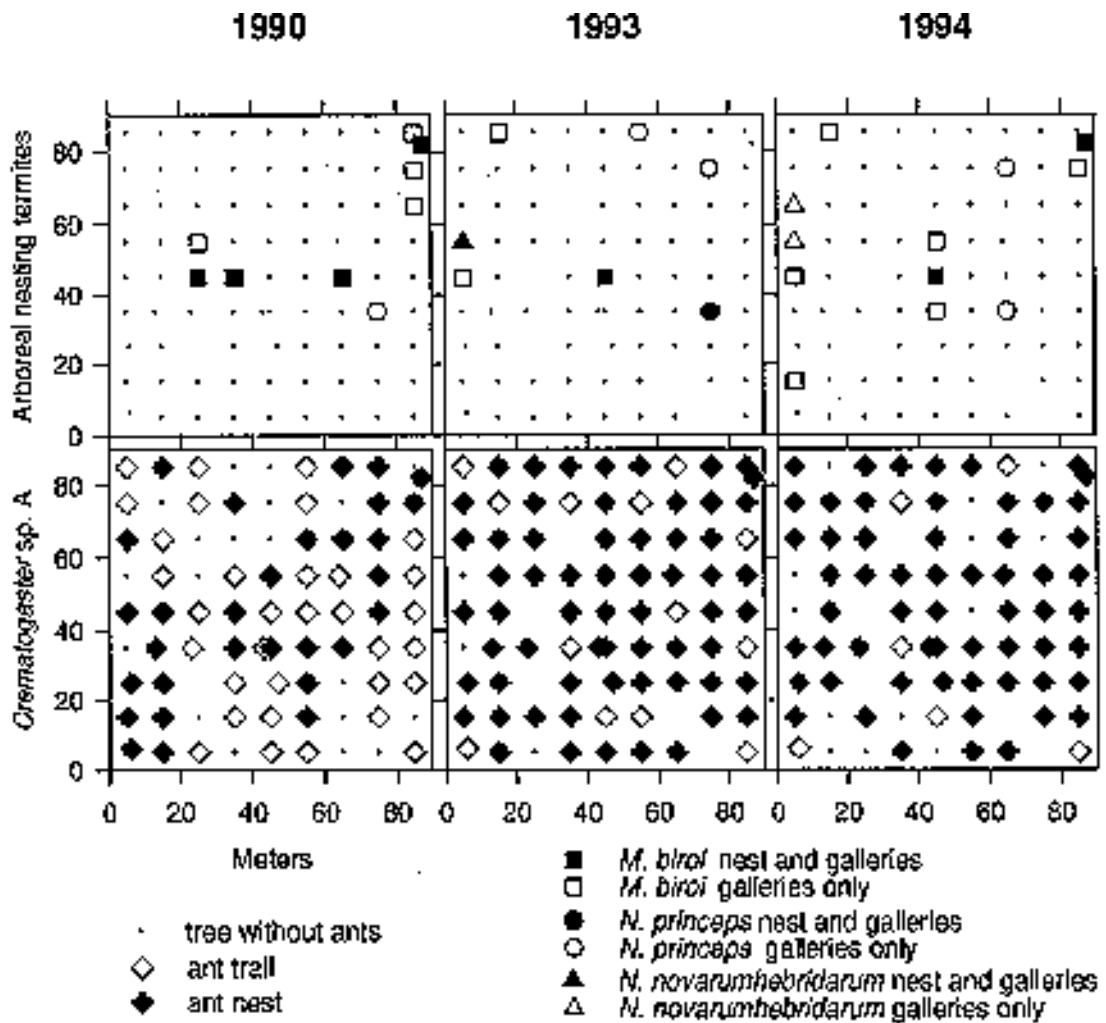 1990 1993 1994
Arboreal nesting termites
80
60
40
20
0
Crematogaster sp. A
80
60
40
20
0
0 20 40 60 80 0 20 40 60 80 0 20 40 60 80
Meters
tree without ants
ant trail
ant nest
M. biroi nest and galleries
M. biroi galleries only
N. princeps nest and galleries
N. princeps galleries only
N. novarumhebridarum nest and galleries
N. novarumhebridarum galleries only